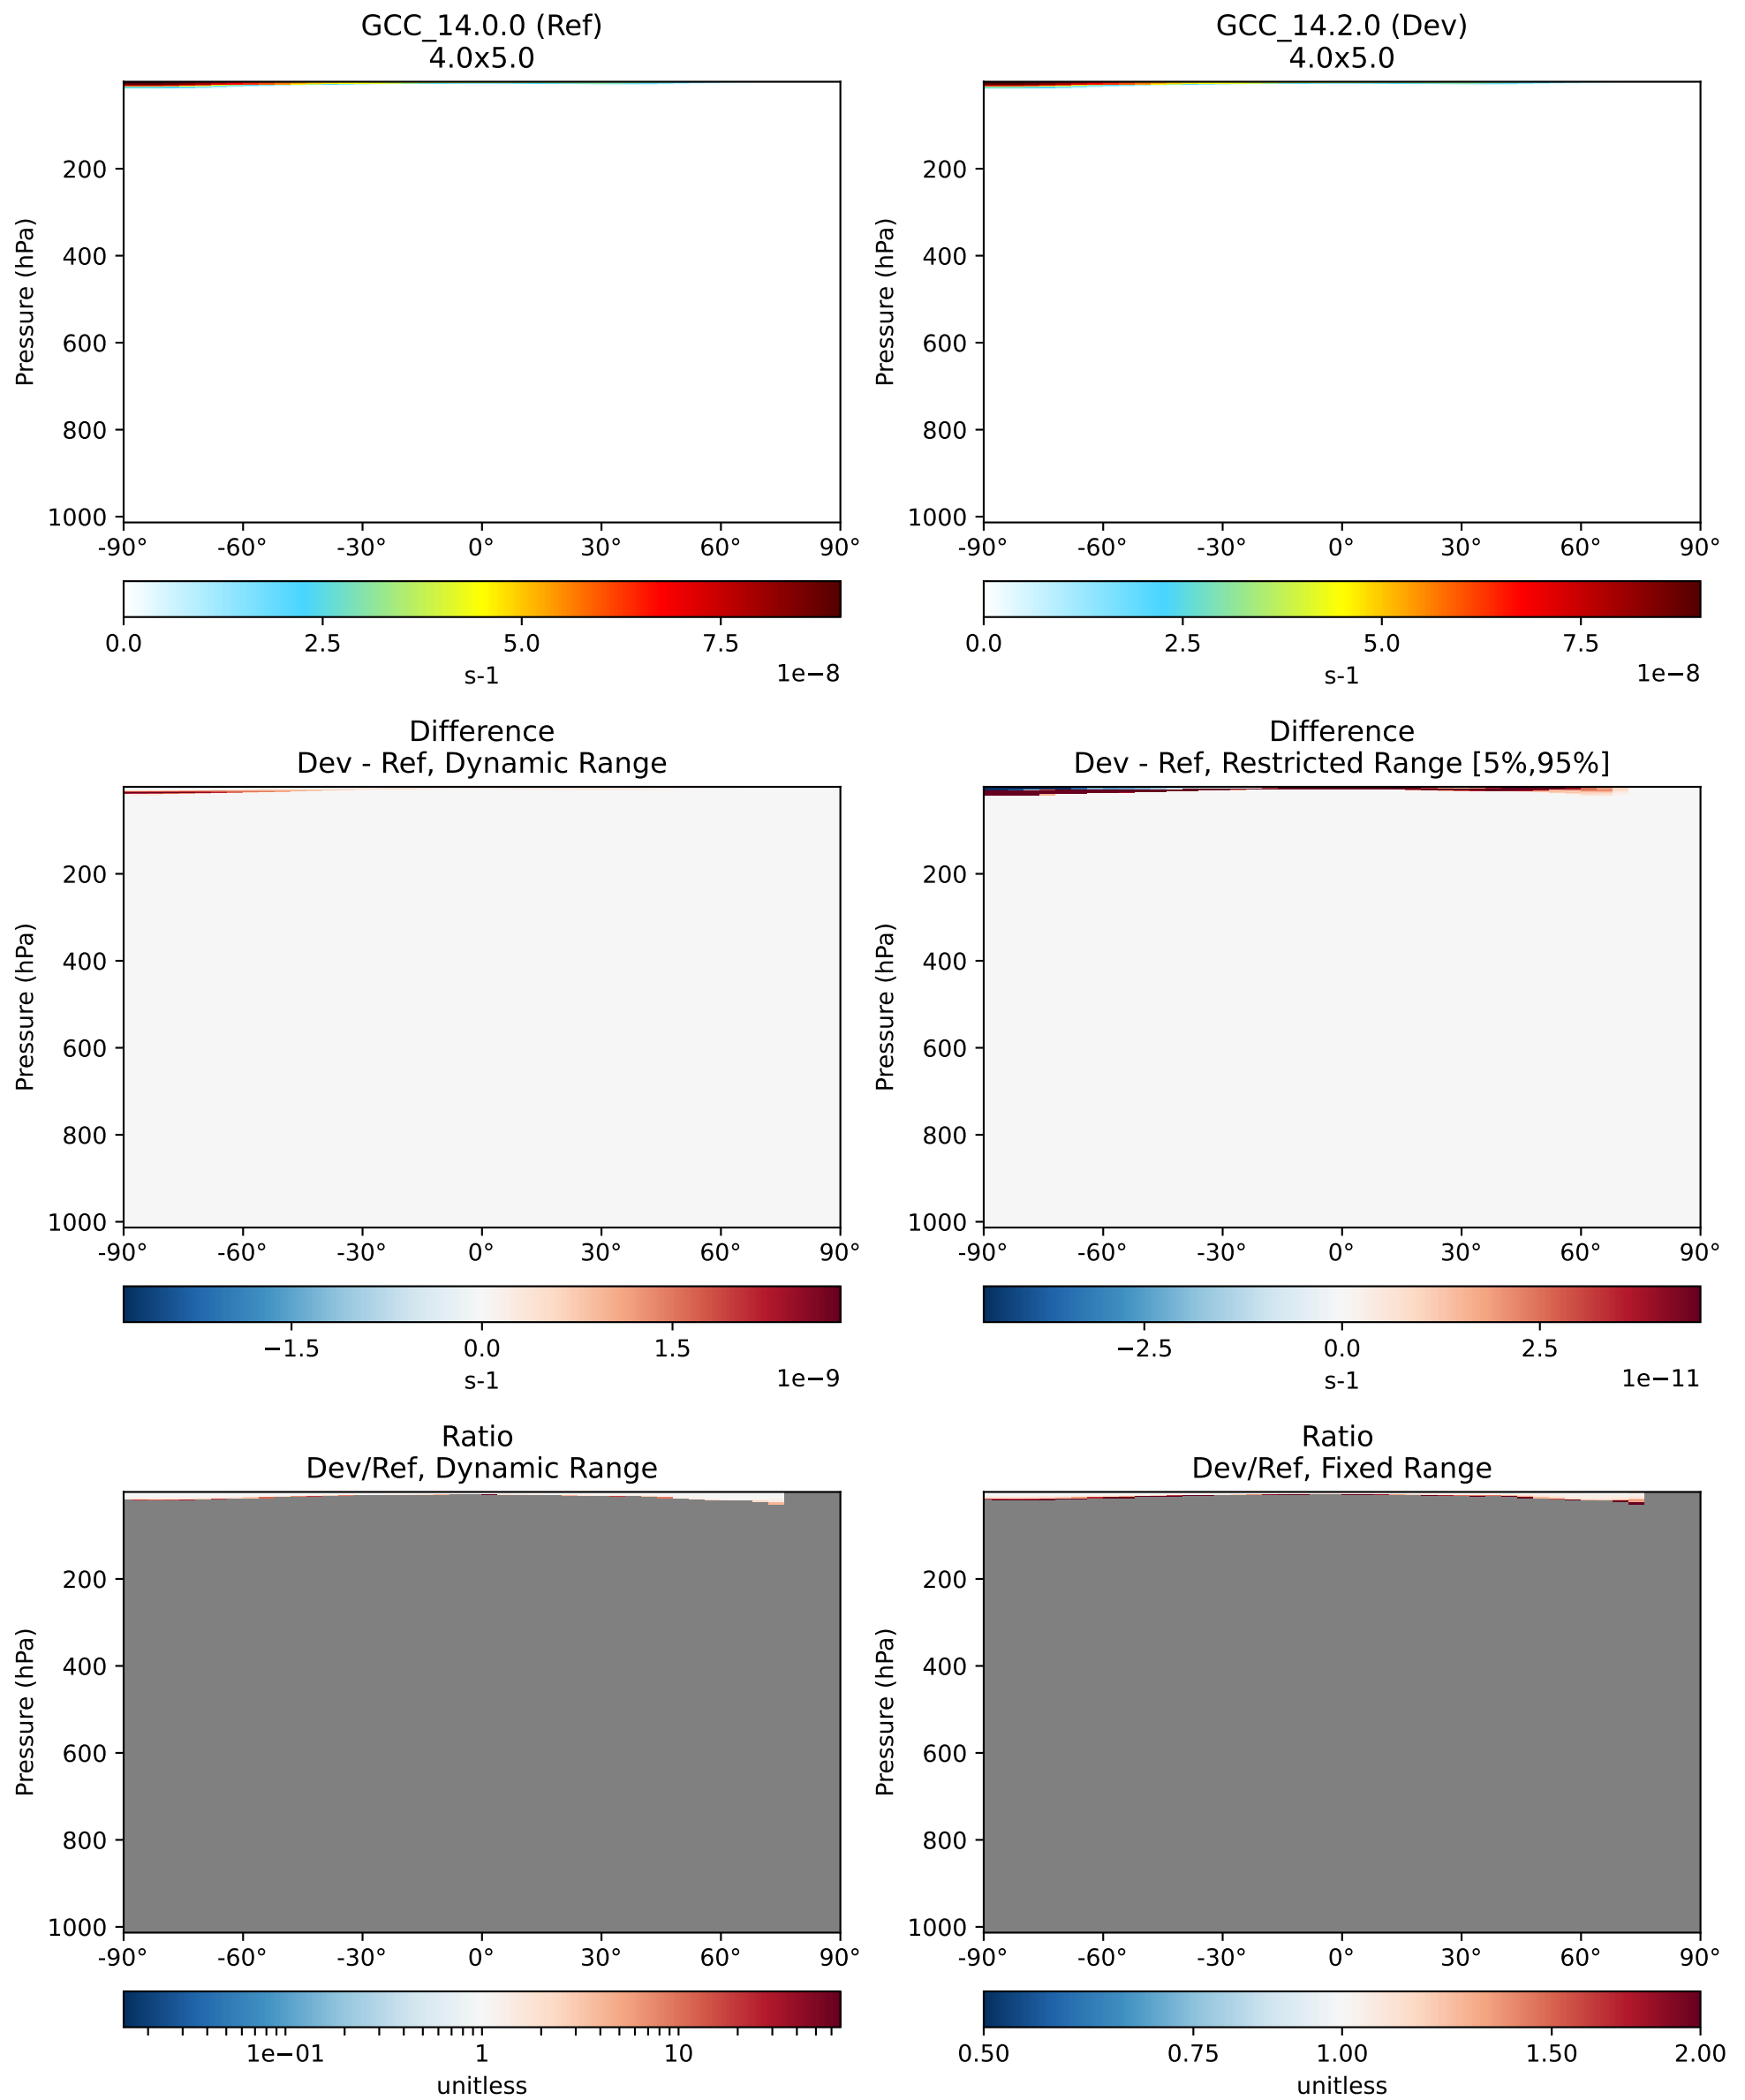 GCC_14.0.0 (Ref)
4.0x5.0
Pressure (hPa)
200
400
600
800
1000
-90° -60° -30° 0° 30° 60° 90°
0.0 2.5 5.0 7.5
s-1 1e−8
GCC_14.2.0 (Dev)
4.0x5.0
Pressure (hPa)
200
400
600
800
1000
-90° -60° -30° 0° 30° 60° 90°
0.0 2.5 5.0 7.5
s-1 1e−8
Difference
Dev - Ref, Dynamic Range
Pressure (hPa)
200
400
600
800
1000
-90° -60° -30° 0° 30° 60° 90°
−1.5 0.0 1.5
s-1 1e−9
Difference
Dev - Ref, Restricted Range [5%,95%]
Pressure (hPa)
200
400
600
800
1000
-90° -60° -30° 0° 30° 60° 90°
−2.5 0.0 2.5
s-1 1e−11
Ratio
Dev/Ref, Dynamic Range
Pressure (hPa)
200
400
600
800
1000
-90° -60° -30° 0° 30° 60° 90°
1e−01 1 10
unitless
Ratio
Dev/Ref, Fixed Range
Pressure (hPa)
200
400
600
800
1000
-90° -60° -30° 0° 30° 60° 90°
0.50 0.75 1.00 1.50 2.00
unitless